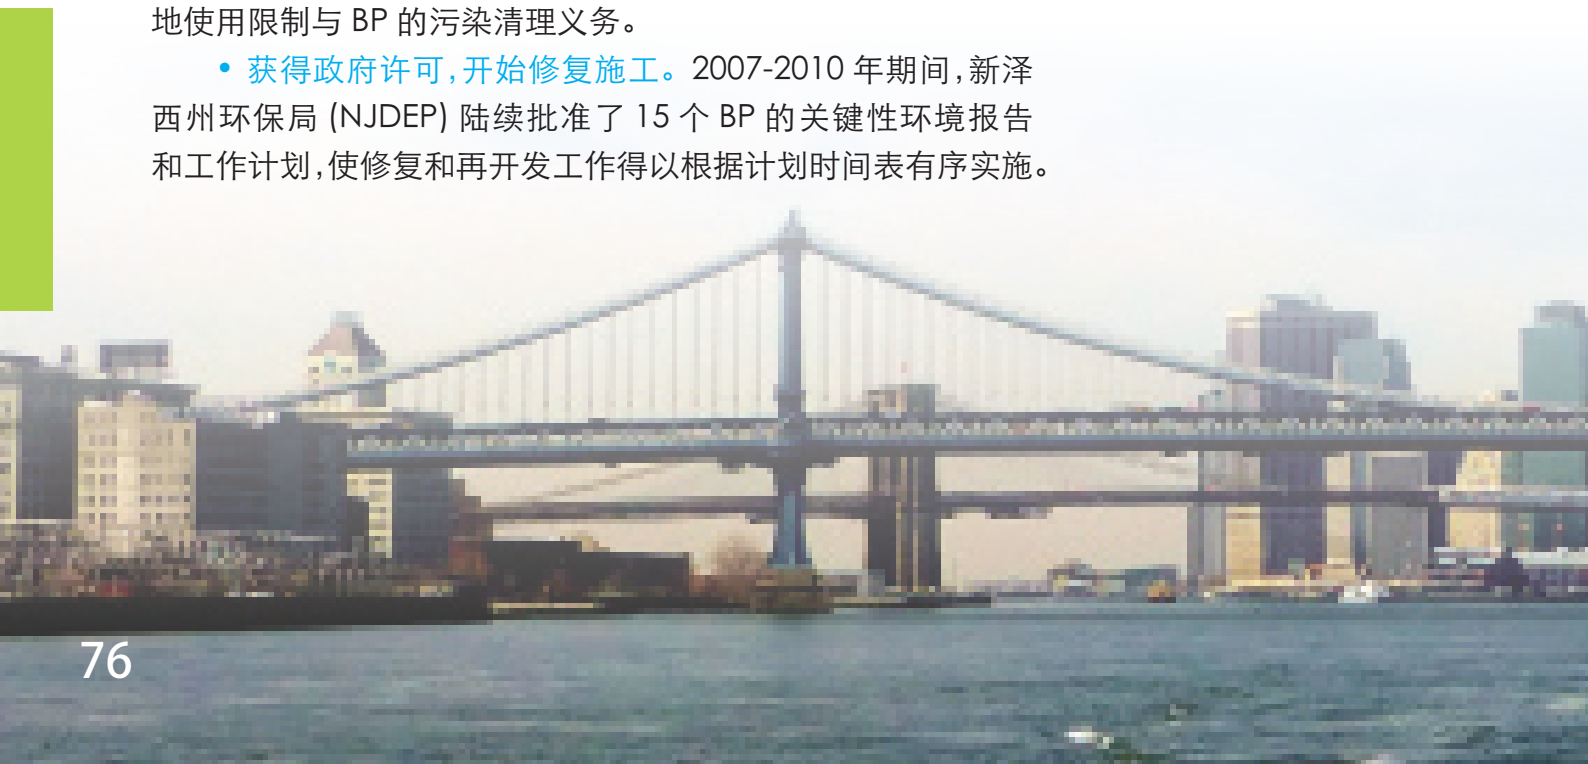 地使用限制与 BP 的污染清理义务。
• 获得政府许可,开始修复施工。2007-2010 年期间,新泽
西州环保局 (NJDEP) 陆续批准了 15 个 BP 的关键性环境报告
和工作计划,使修复和再开发工作得以根据计划时间表有序实施。
76